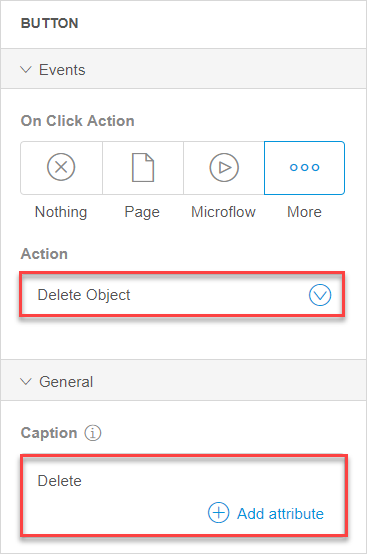 BUTTON
Events
On Click Action
Nothing Page Microflow More
Action
Delete Object
General
Caption
Delete
Add attribute